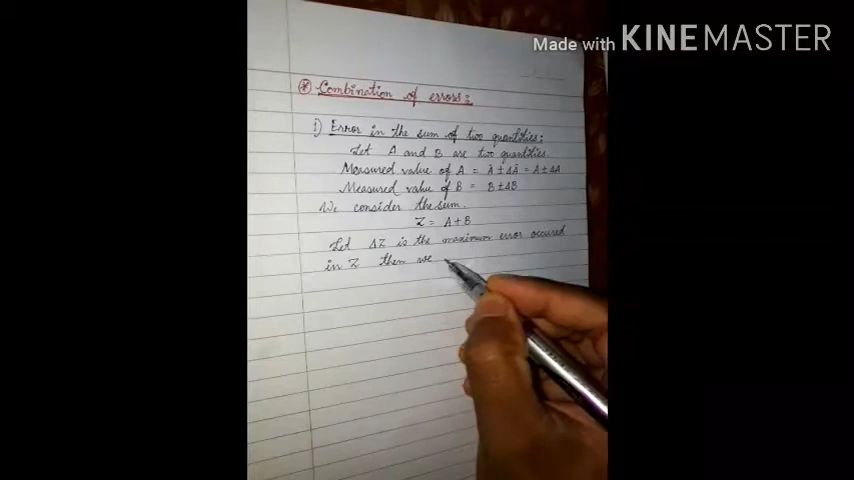 Made with KINEMASTER
* Combination of errors:
1) Error in the sum of two quantities:
Let A and B are two quantities.
Measured value of A = A ± ΔA = A ± ΔA
Measured value of B = B ± ΔB
We consider the sum.
Z = A + B
Let ΔZ is the maximum error occured
in Z then we